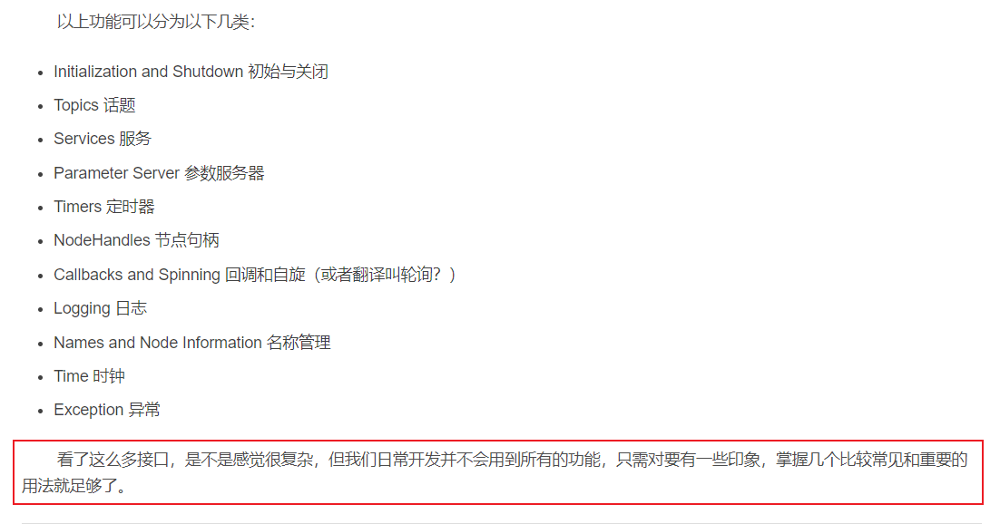 以上功能可以分为以下几类：
• Initialization and Shutdown 初始与关闭
• Topics 话题
• Services 服务
• Parameter Server 参数服务器
• Timers 定时器
• NodeHandles 节点句柄
• Callbacks and Spinning 回调和自旋（或者翻译叫轮询？）
• Logging 日志
• Names and Node Information 名称管理
• Time 时钟
• Exception 异常
看了这么多接口，是不是感觉很复杂，但我们日常开发并不会用到所有的功能，只需对要有一些印象，掌握几个比较常见和重要的
用法就足够了。